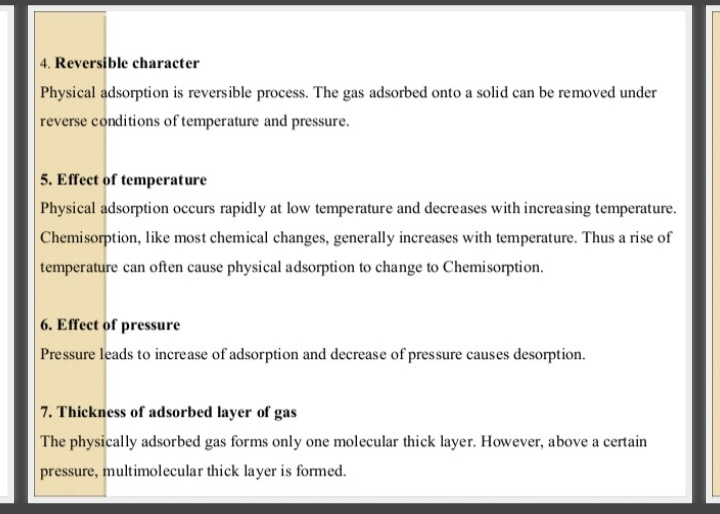 4. Reversible character
Physical adsorption is reversible process. The gas adsorbed onto a solid can be removed under
reverse conditions of temperature and pressure.
5. Effect of temperature
Physical adsorption occurs rapidly at low temperature and decreases with increasing temperature.
Chemisorption, like most chemical changes, generally increases with temperature. Thus a rise of
temperature can often cause physical adsorption to change to Chemisorption.
6. Effect of pressure
Pressure leads to increase of adsorption and decrease of pressure causes desorption.
7. Thickness of adsorbed layer of gas
The physically adsorbed gas forms only one molecular thick layer. However, above a certain
pressure, multimolecular thick layer is formed.